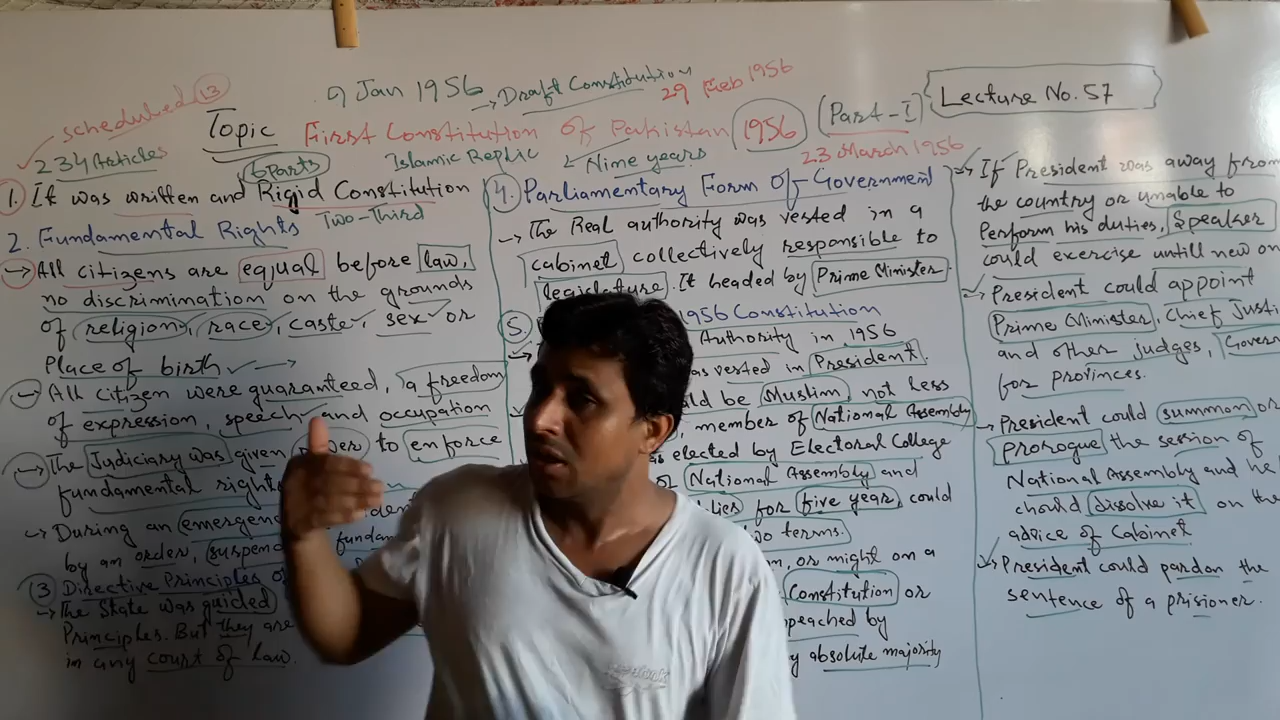 9 Jan 1956 → Draft Constitution 29 Feb 1956
Lecture No. 57
scheduled 13
Topic First Constitution of Pakistan 1956 (Part-I)
234 Articles
6 Parts
Islamic Replic
Nime years
23 March 1956
1. It was written and Rigid Constitution
Two-Third
2. Fundamental Rights
→ All citizens are equal before law,
no discrimination on the grounds
of religion, race, caste, sex or
Place of birth
→ All citizen were guaranteed, a freedom
of expression, speech and occupation
→ The Judiciary was given to enforce
fundamental
→ During an
by an order,
3 Directive Principles
→ The State was guided
Principles. But they are
in any court of law.
4. Parliamentary Form of Government
→ The Real authority was vested in a
cabinet collectively responsible to
legislature. It headed by Prime Minister.
5. 1956 Constitution
Authority in 1956
vested in President.
Muslim not less
member of National Assembly
elected by Electoral College
of National Assembly and
for five year, could
terms.
or might on a
Constitution or
by
absolute majority
→ If President was away from
the country or unable to
Perform his duties, Speaker
could exercise untill new
→ President could appoint
Prime Minister, Chief
and other judges,
for provinces.
→ President could summon or
prorogue the session of
National Assembly and he
should dissolve it on the
advice of Cabinet
→ President could pardon the
sentence of a prisioner.